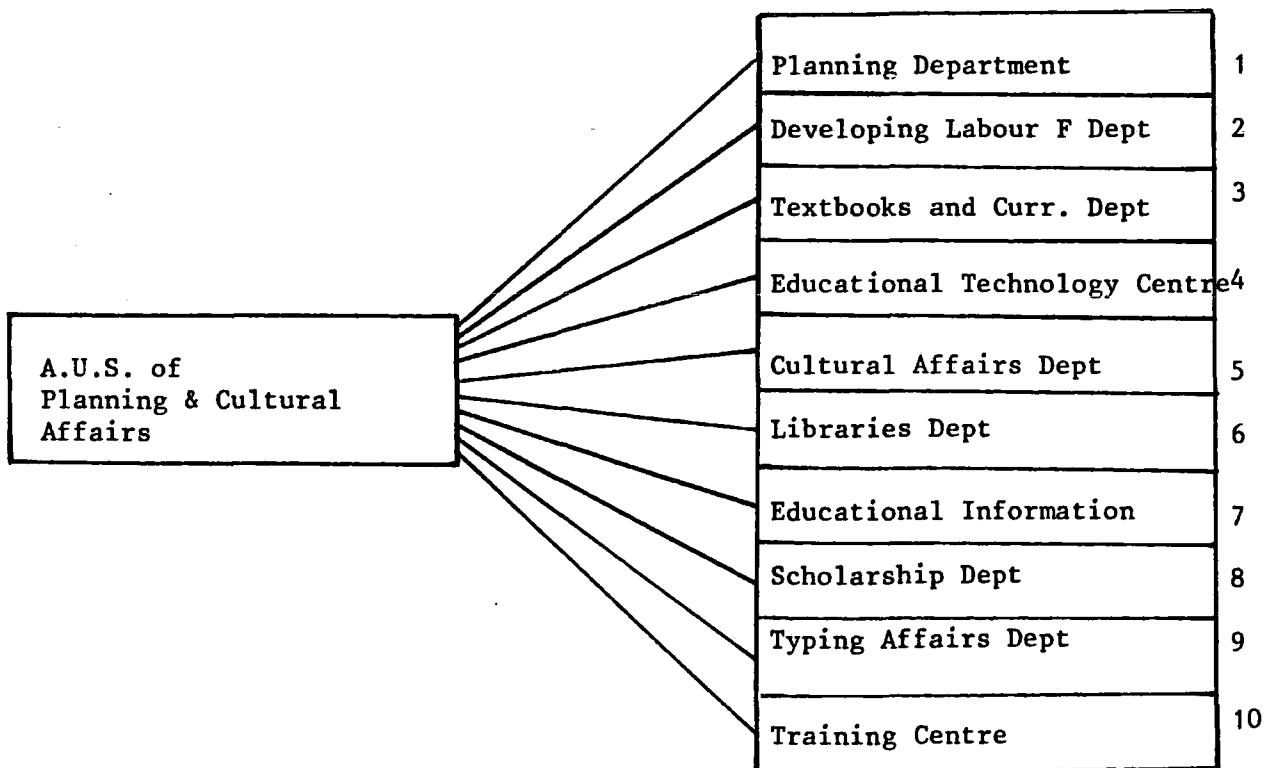 A.U.S. of
Planning & Cultural
Affairs
Planning Department 1
Developing Labour F Dept 2
Textbooks and Curr. Dept 3
Educational Technology Centre 4
Cultural Affairs Dept 5
Libraries Dept 6
Educational Information 7
Scholarship Dept 8
Typing Affairs Dept 9
Training Centre 10